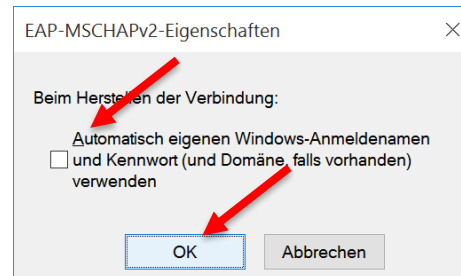 EAP-MSCHAPv2-Eigenschaften
Beim Herstellen der Verbindung:
Automatisch eigenen Windows-Anmeldenamen
und Kennwort (und Domäne, falls vorhanden)
verwenden
OK
Abbrechen